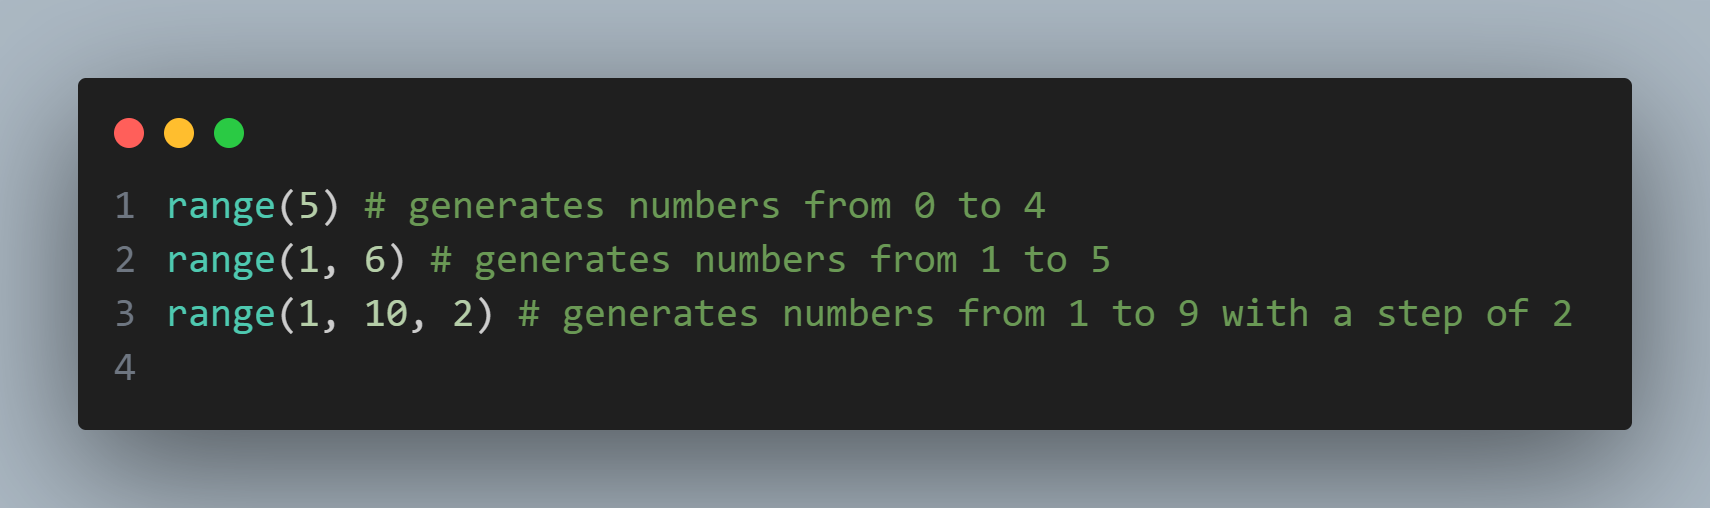 1 range(5) # generates numbers from 0 to 4
2 range(1, 6) # generates numbers from 1 to 5
3 range(1, 10, 2) # generates numbers from 1 to 9 with a step of 2
4